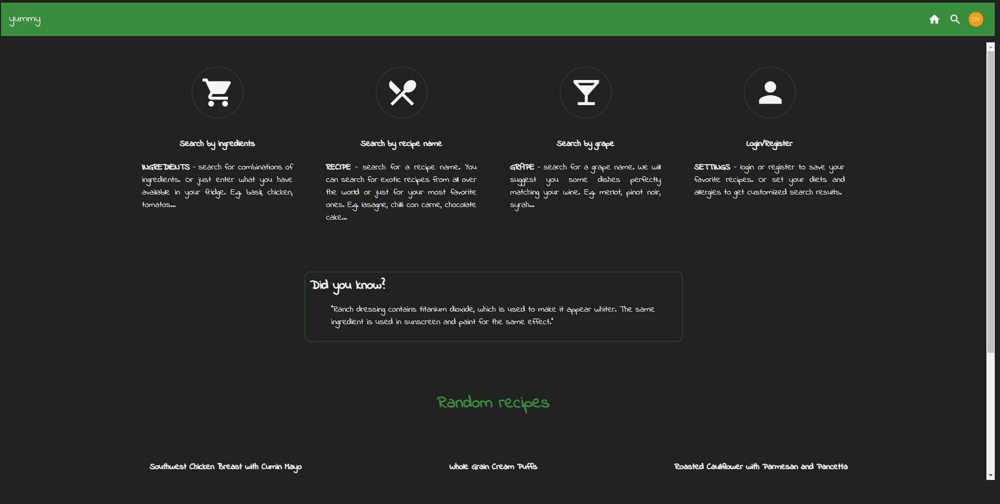 yummy
DV
Search by ingredients
INGREDIENTS - search for combinations of
ingredients. Or just enter what you have
available in your fridge. E.g. basil, chicken,
tomatos...
Search by recipe name
RECIPE - search for a recipe name. You
can search for exotic recipes from all over
the world or just for your most favorite
ones. E.g. lasagne, chilli con carne, chocolate
cake...
Search by grape
GRAPE - search for a grape name. We will
suggest you some dishes perfectly
matching your wine. E.g. merlot, pinot noir,
syrah...
Login/Register
SETTINGS - login or register to save your
favorite recipes. Or set your diets and
allergies to get customized search results.
Did you know?
"Ranch dressing contains titanium dioxide, which is used to make it appear whiter. The same
ingredient is used in sunscreen and paint for the same effect."
Random recipes
Southwest Chicken Breast with Cumin Mayo
Whole Grain Cream Puffs
Roasted Cauliflower with Parmesan and Pancetta